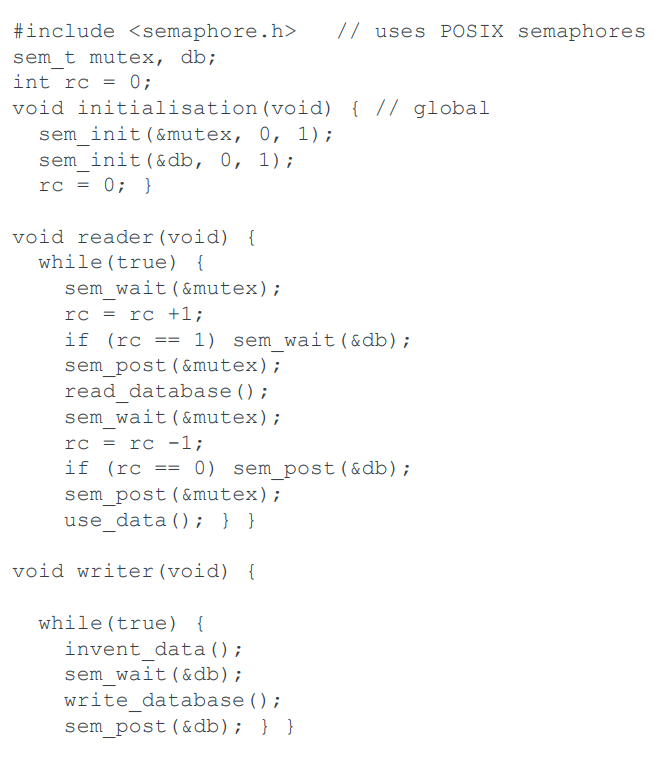 #include <semaphore.h>   // uses POSIX semaphores
sem_t mutex, db;
int rc = 0;
void initialisation(void) { // global
  sem_init(&mutex, 0, 1);
  sem_init(&db, 0, 1);
  rc = 0; }

void reader(void) {
  while(true) {
    sem_wait(&mutex);
    rc = rc +1;
    if (rc == 1) sem_wait(&db);
    sem_post(&mutex);
    read_database();
    sem_wait(&mutex);
    rc = rc -1;
    if (rc == 0) sem_post(&db);
    sem_post(&mutex);
    use_data(); } }

void writer(void) {

  while(true) {
    invent_data();
    sem_wait(&db);
    write_database();
    sem_post(&db); } }